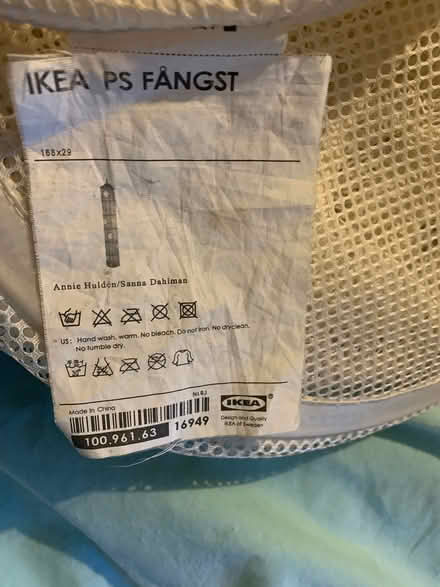 IKEA PS FÅNGST
188x29
Annie Huldén/Sanna Dahlman
US: Hand wash, warm. No bleach. Do not iron. No dryclean.
No tumble dry.
Made in China
100.961.63
16949
IKEA
Design and Quality
IKEA of Sweden